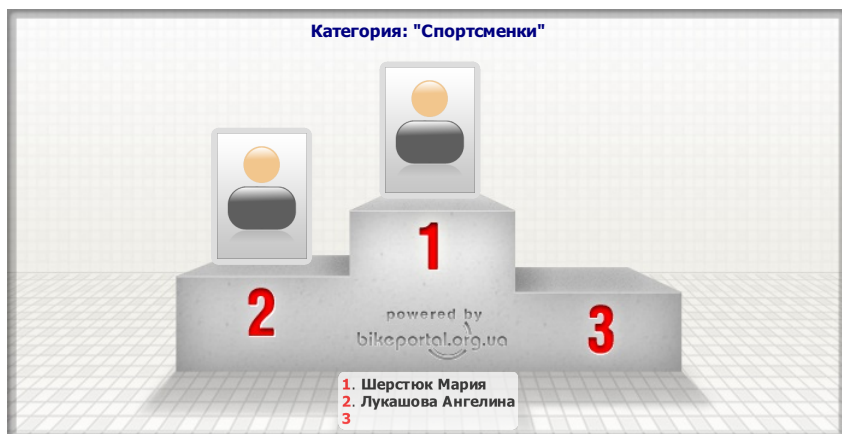 Категория: "Спортсменки"
1
2
3
powered by
bikeportal.org.ua
1. Шерстюк Мария
2. Лукашова Ангелина
3